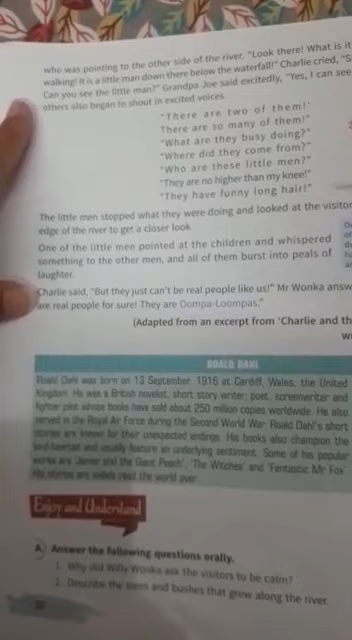 who was pointing to the other side of the river. "Look there! What is it
walking! It is a little man down there below the waterfall!" Charlie cried, "S
Can you see the little man?" Grandpa Joe said excitedly, "Yes, I can see
others also began to shout in excited voices.
"There are two of them!"
There are so many of them!"
"What are they busy doing?"
"Where did they come from?"
"Who are these little men?"
"They are no higher than my knee!"
"They have funny long hair!"
The little men stopped what they were doing and looked at the visitor
edge of the river to get a closer look.
One of the little men pointed at the children and whispered
something to the other men, and all of them burst into peals of
laughter.
Charlie said, "But they just can't be real people like us!" Mr Wonka answ
are real people for sure! They are Oompa-Loompas."
(Adapted from an excerpt from 'Charlie and th
ROALD DAHL
Roald Dahl was born on 13 September, 1916 at Cardiff, Wales, the United
Kingdom. He was a British novelist, short story writer, poet, screenwriter and
fighter pilot whose books have sold about 250 million copies worldwide. He also
served in the Royal Air Force during the Second World War. Roald Dahl's short
stories are known for their unexpected endings. His books also champion the
kind-hearted and usually feature an underlying sentiment. Some of his popular
works are 'James and the Giant Peach', 'The Witches' and 'Fantastic Mr Fox'.
His stories are widely read the world over.
Enjoy and Understand
A. Answer the following questions orally.
1. Why did Willy Wonka ask the visitors to be calm?
2. Describe the trees and bushes that grew along the river.